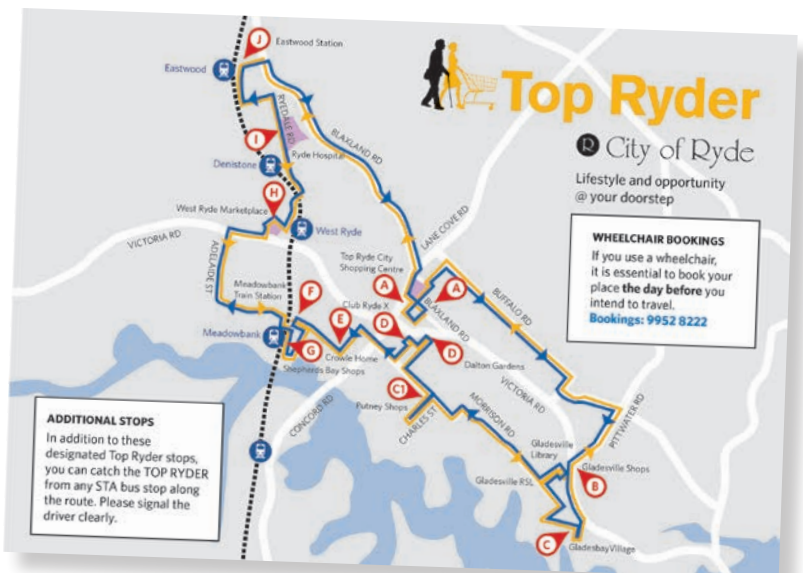 J
Eastwood Station
Eastwood
RYEDALE RD
I
Ryde Hospital
BLAXLAND RD
Denistone
H
West Ryde Marketplace
West Ryde
VICTORIA RD
ADELAIDE ST
Meadowbank
Train Station
F
Meadowbank
G
Shepherds Bay Shops
E
Crowle Home
CONCORD RD
Top Ryde City
Shopping Centre
LANE COVE RD
A
A
Club Ryde X
BLAXLAND RD
BUFFALO RD
D
D
Dalton Gardens
C1
Putney Shops
CHARLES ST
MORRISON RD
VICTORIA RD
PITTWATER RD
Gladesville
Library
Gladesville Shops
B
Gladesville RSL
C
GladesbayVillage
Top Ryder
R City of Ryde
Lifestyle and opportunity
@ your doorstep
WHEELCHAIR BOOKINGS
If you use a wheelchair,
it is essential to book your
place the day before you
intend to travel.
Bookings: 9952 8222
ADDITIONAL STOPS
In addition to these
designated Top Ryder stops,
you can catch the TOP RYDER
from any STA bus stop along
the route. Please signal the
driver clearly.